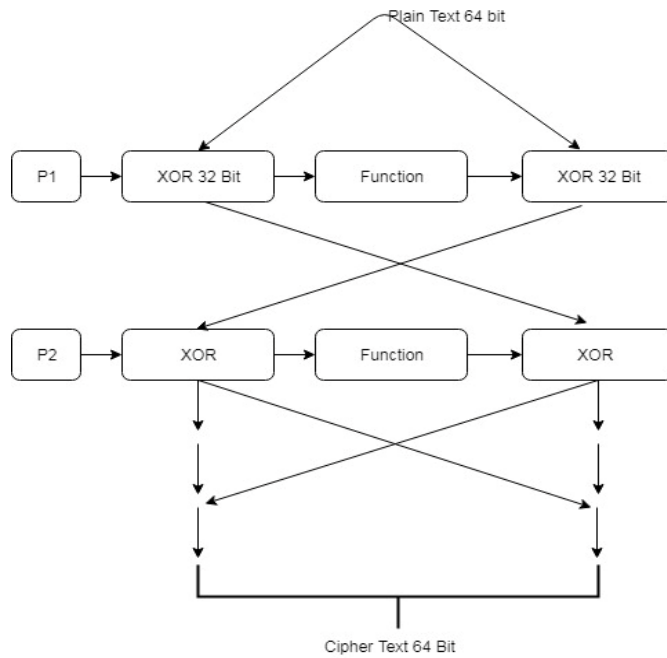 Plain Text 64 bit
P1
XOR 32 Bit
Function
XOR 32 Bit
P2
XOR
Function
XOR
Cipher Text 64 Bit